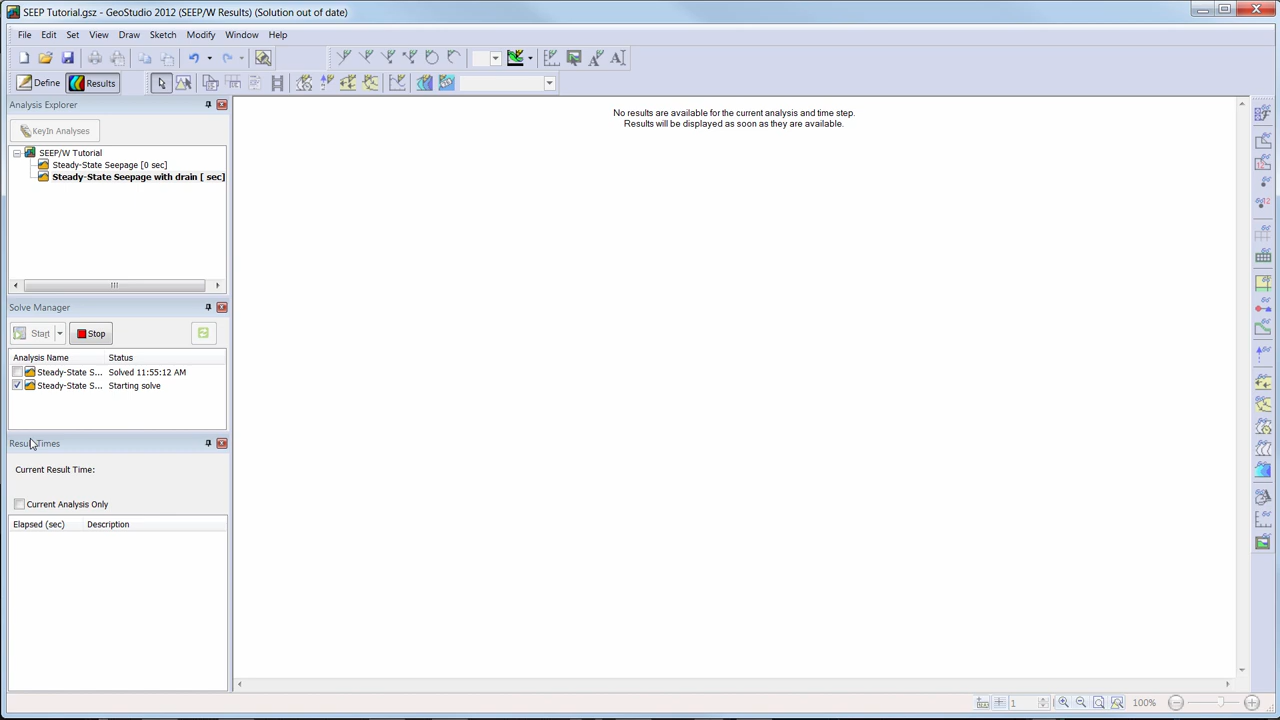 SEEP Tutorial.gsz - GeoStudio 2012 (SEEP/W Results) (Solution out of date)
File Edit Set View Draw Sketch Modify Window Help
Define Results
Analysis Explorer
KeyIn Analyses
SEEP/W Tutorial
Steady-State Seepage [0 sec]
Steady-State Seepage with drain [ sec]
Solve Manager
Start Stop
Analysis Name Status
Steady-State S... Solved 11:55:12 AM
Steady-State S... Starting solve
Result Times
Current Result Time:
Current Analysis Only
Elapsed (sec) Description
No results are available for the current analysis and time step.
Results will be displayed as soon as they are available.
1 100%